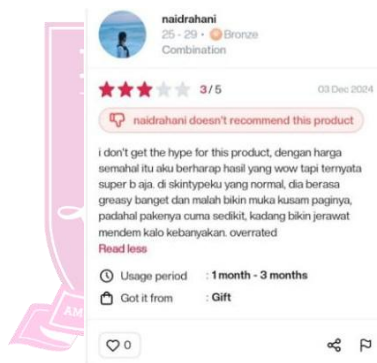 naidrahani
25 - 29 • Bronze
Combination
3/5
03 Dec 2024
naidrahani doesn't recommend this product
i don't get the hype for this product, dengan harga
semahal itu aku berharap hasil yang wow tapi ternyata
super b aja. di skintypeku yang normal, dia berasa
greasy banget dan malah bikin muka kusam paginya,
padahal pakenya cuma sedikit, kadang bikin jerawat
mendem kalo kebanyakan. overrated
Read less
Usage period : 1 month - 3 months
Got it from : Gift
0
AM